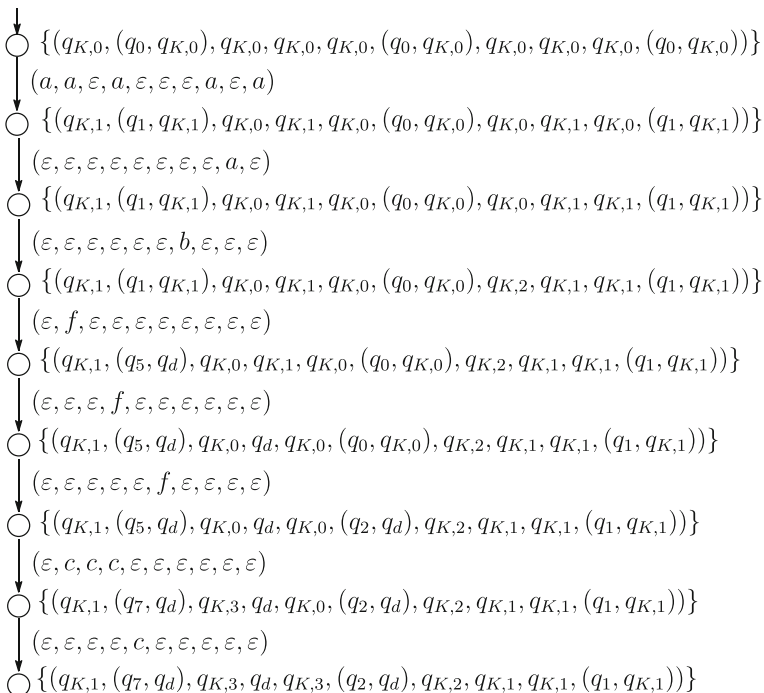 {(q_{K,0}, (q_0, q_{K,0}), q_{K,0}, q_{K,0}, q_{K,0}, (q_0, q_{K,0}), q_{K,0}, q_{K,0}, q_{K,0}, (q_0, q_{K,0}))}
(a, a, ε, a, ε, ε, ε, a, ε, a)
{(q_{K,1}, (q_1, q_{K,1}), q_{K,0}, q_{K,1}, q_{K,0}, (q_0, q_{K,0}), q_{K,0}, q_{K,1}, q_{K,0}, (q_1, q_{K,1}))}
(ε, ε, ε, ε, ε, ε, ε, ε, a, ε)
{(q_{K,1}, (q_1, q_{K,1}), q_{K,0}, q_{K,1}, q_{K,0}, (q_0, q_{K,0}), q_{K,0}, q_{K,1}, q_{K,1}, (q_1, q_{K,1}))}
(ε, ε, ε, ε, ε, ε, b, ε, ε, ε)
{(q_{K,1}, (q_1, q_{K,1}), q_{K,0}, q_{K,1}, q_{K,0}, (q_0, q_{K,0}), q_{K,2}, q_{K,1}, q_{K,1}, (q_1, q_{K,1}))}
(ε, f, ε, ε, ε, ε, ε, ε, ε, ε)
{(q_{K,1}, (q_5, q_d), q_{K,0}, q_{K,1}, q_{K,0}, (q_0, q_{K,0}), q_{K,2}, q_{K,1}, q_{K,1}, (q_1, q_{K,1}))}
(ε, ε, ε, f, ε, ε, ε, ε, ε, ε)
{(q_{K,1}, (q_5, q_d), q_{K,0}, q_d, q_{K,0}, (q_0, q_{K,0}), q_{K,2}, q_{K,1}, q_{K,1}, (q_1, q_{K,1}))}
(ε, ε, ε, ε, ε, f, ε, ε, ε, ε)
{(q_{K,1}, (q_5, q_d), q_{K,0}, q_d, q_{K,0}, (q_2, q_d), q_{K,2}, q_{K,1}, q_{K,1}, (q_1, q_{K,1}))}
(ε, c, c, c, ε, ε, ε, ε, ε, ε)
{(q_{K,1}, (q_7, q_d), q_{K,3}, q_d, q_{K,0}, (q_2, q_d), q_{K,2}, q_{K,1}, q_{K,1}, (q_1, q_{K,1}))}
(ε, ε, ε, ε, c, ε, ε, ε, ε, ε)
{(q_{K,1}, (q_7, q_d), q_{K,3}, q_d, q_{K,3}, (q_2, q_d), q_{K,2}, q_{K,1}, q_{K,1}, (q_1, q_{K,1}))}